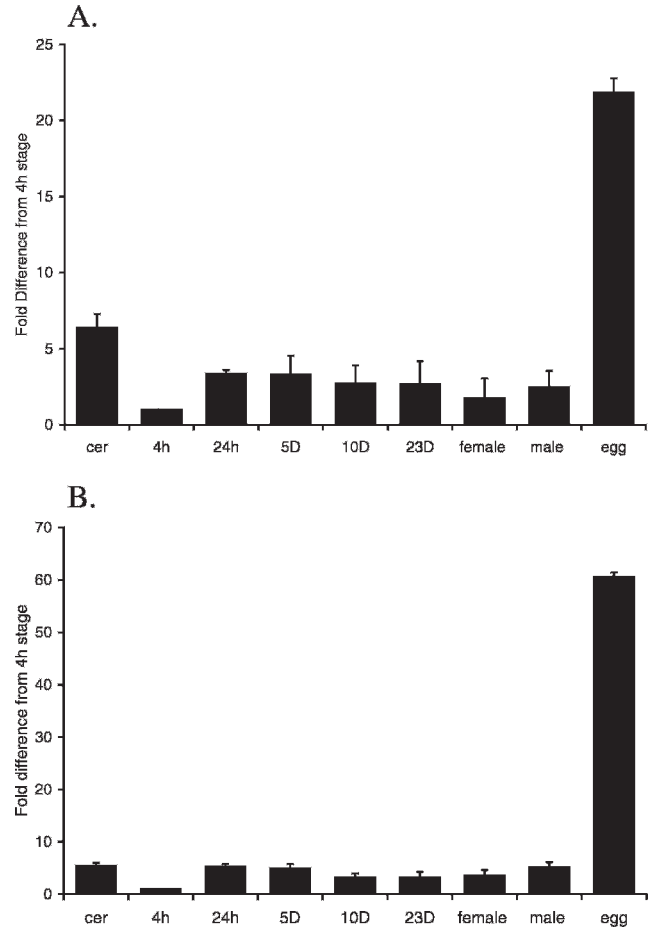 A.
Fold Difference from 4h stage
25
20
15
10
5
0
cer 4h 24h 5D 10D 23D female male egg
B.
Fold difference from 4h stage
70
60
50
40
30
20
10
0
cer 4h 24h 5D 10D 23D female male egg